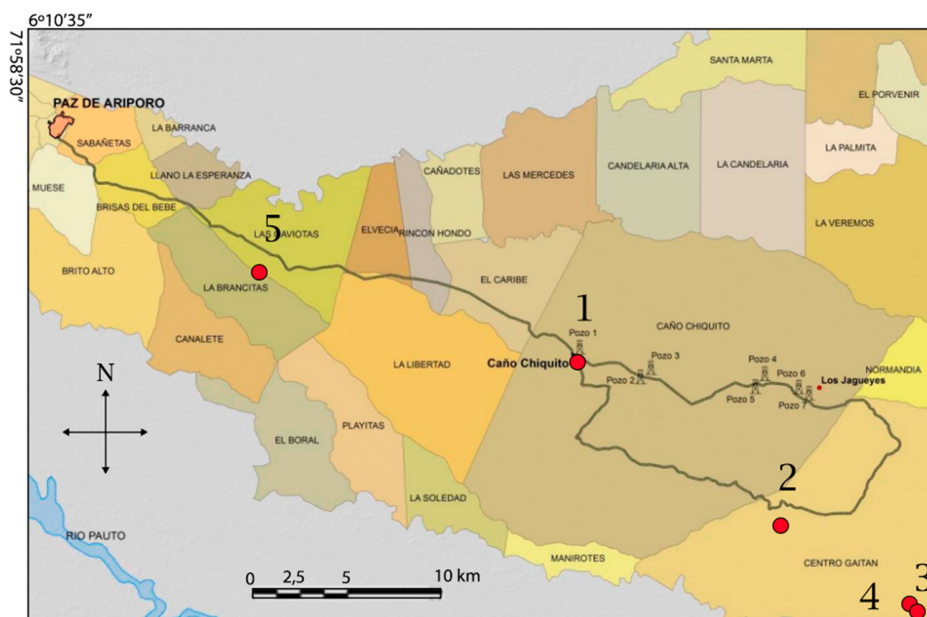 6º10'35"
71º58'30"
SANTA MARTA
EL PORVENIR
PAZ DE ARIPORO
LA BARRANCA
SABAÑETAS
LA PALMITA
LLANO LA ESPERANZA
CAÑADOTES
LAS MERCEDES
CANDELARIA ALTA
LA CANDELARIA
MUESE
BRISAS DEL BEBE
LA VEREMOS
5
LAS GAVIOTAS
ELVECIA
RINCON HONDO
BRITO ALTO
LA BRANCITAS
EL CARIBE
1
CAÑO CHIQUITO
Pozo 1
CANALETE
LA LIBERTAD
Caño Chiquito
Pozo 3
Pozo 4
NORMANDIA
N
Pozo 2
Pozo 6
Los Jagueyes
Pozo 5
Pozo 7
PLAYITAS
EL BORAL
LA SOLEDAD
2
RIO PAUTO
MANIROTES
CENTRO GAITAN
0 2,5 5 10 km
4
3